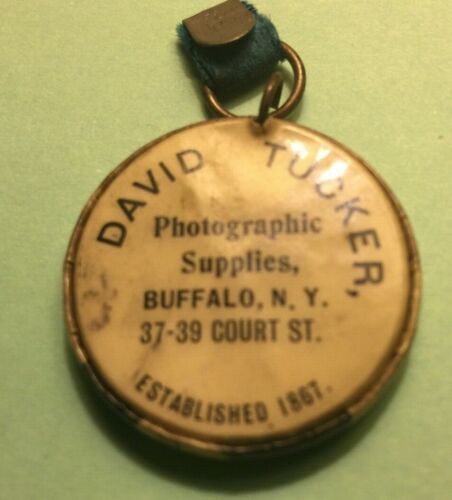 DAVID TUCKER,
Photographic
Supplies,
BUFFALO, N. Y.
37-39 COURT ST.
ESTABLISHED 1867.